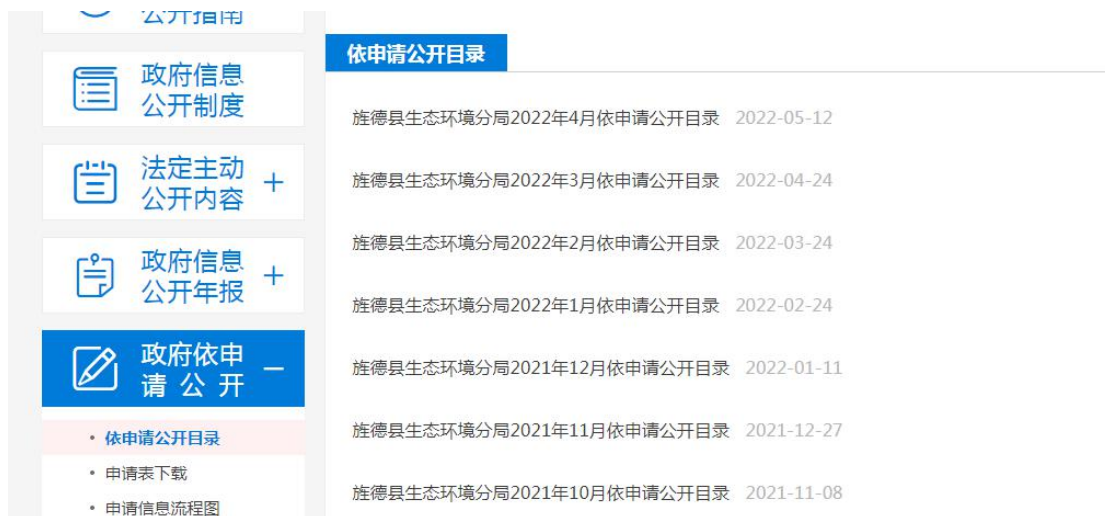 公开指南
政府信息
公开制度
法定主动
公开内容
政府信息
公开年报
政府依申
请公开
依申请公开目录
申请表下载
申请信息流程图
依申请公开目录
旌德县生态环境分局2022年4月依申请公开目录 2022-05-12
旌德县生态环境分局2022年3月依申请公开目录 2022-04-24
旌德县生态环境分局2022年2月依申请公开目录 2022-03-24
旌德县生态环境分局2022年1月依申请公开目录 2022-02-24
旌德县生态环境分局2021年12月依申请公开目录 2022-01-11
旌德县生态环境分局2021年11月依申请公开目录 2021-12-27
旌德县生态环境分局2021年10月依申请公开目录 2021-11-08